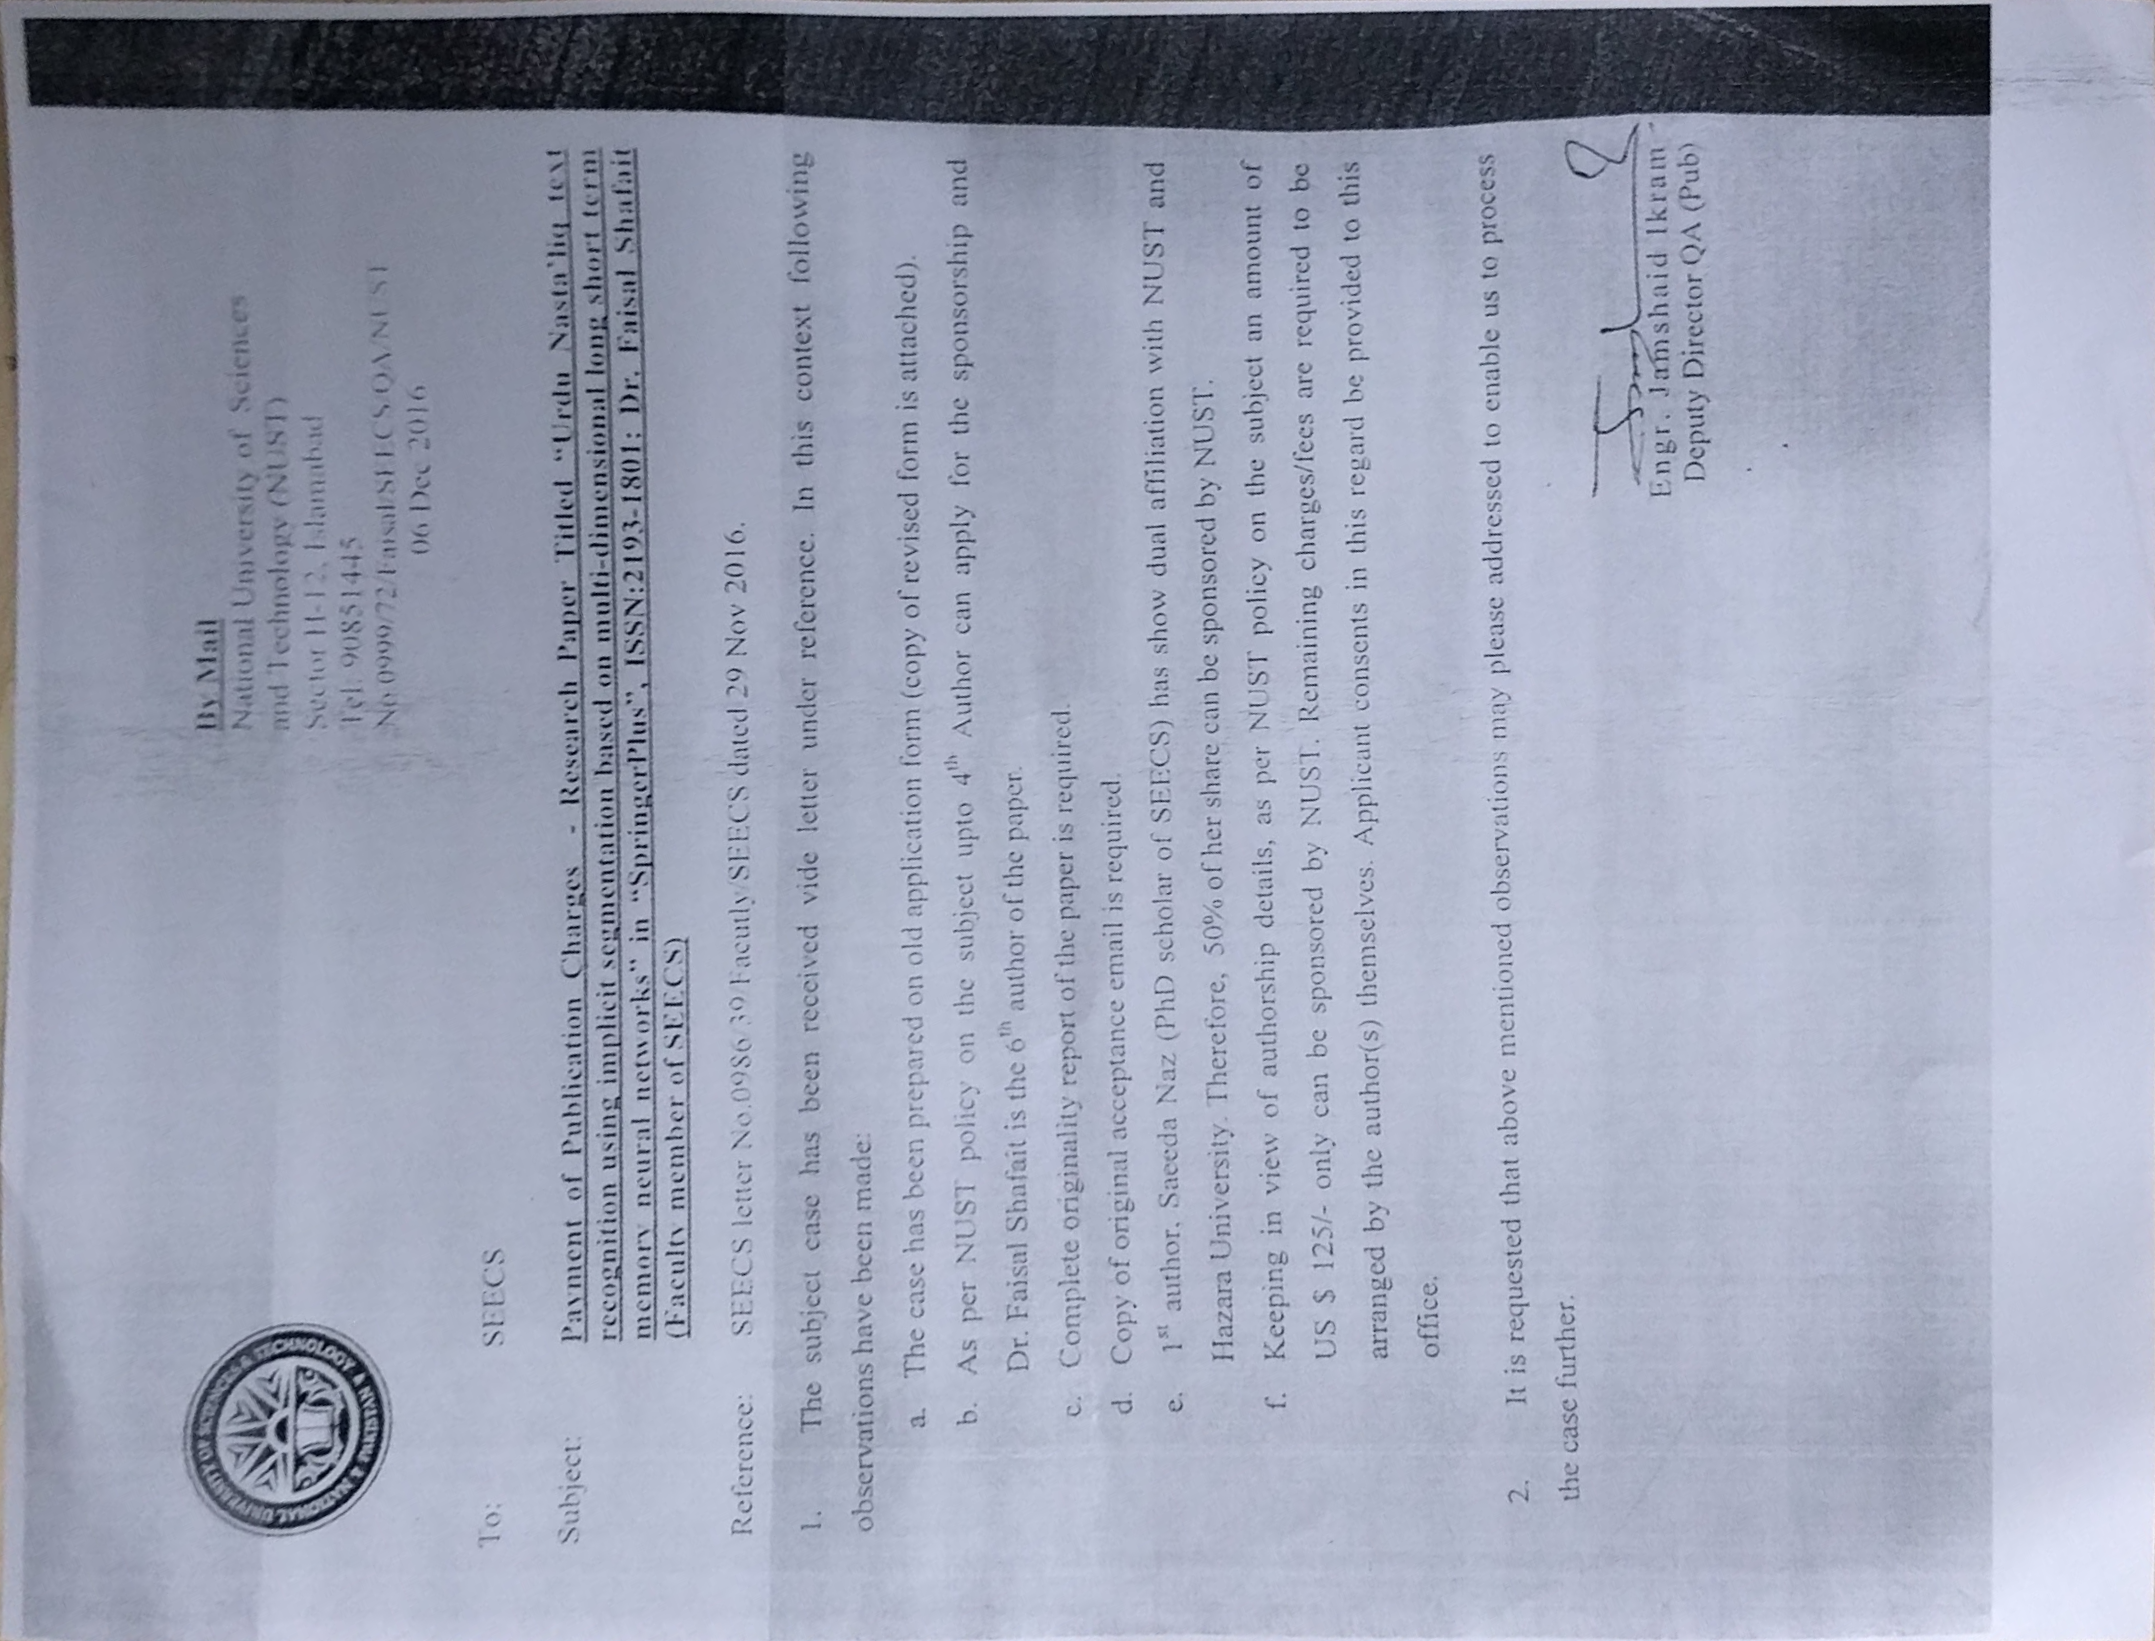 By Mail
National University of Sciences
and Technology (NUST)
Sector H-12, Islamabad
Tel: 90851445
No 0999/72/Faisal/SEECS/QA/NUST
06 Dec 2016
NATIONAL UNIVERSITY OF SCIENCES & TECHNOLOGY
To: SEECS
Subject: Payment of Publication Charges - Research Paper Titled “Urdu Nasta’liq text
recognition using implicit segmentation based on multi-dimensional long short term
memory neural networks” in “SpringerPlus”, ISSN:2193-1801: Dr. Faisal Shafait
(Faculty member of SEECS)
Reference: SEECS letter No.0986/39/Facutly/SEECS dated 29 Nov 2016.
1. The subject case has been received vide letter under reference. In this context following
observations have been made:
a. The case has been prepared on old application form (copy of revised form is attached).
b. As per NUST policy on the subject upto 4th Author can apply for the sponsorship and
Dr. Faisal Shafait is the 6th author of the paper.
c. Complete originality report of the paper is required.
d. Copy of original acceptance email is required.
e. 1st author, Saeeda Naz (PhD scholar of SEECS) has show dual affiliation with NUST and
Hazara University. Therefore, 50% of her share can be sponsored by NUST.
f. Keeping in view of authorship details, as per NUST policy on the subject an amount of
US $ 125/- only can be sponsored by NUST. Remaining charges/fees are required to be
arranged by the author(s) themselves. Applicant consents in this regard be provided to this
office.
2. It is requested that above mentioned observations may please addressed to enable us to process
the case further.
Engr. Jamshaid Ikram
Deputy Director QA (Pub)